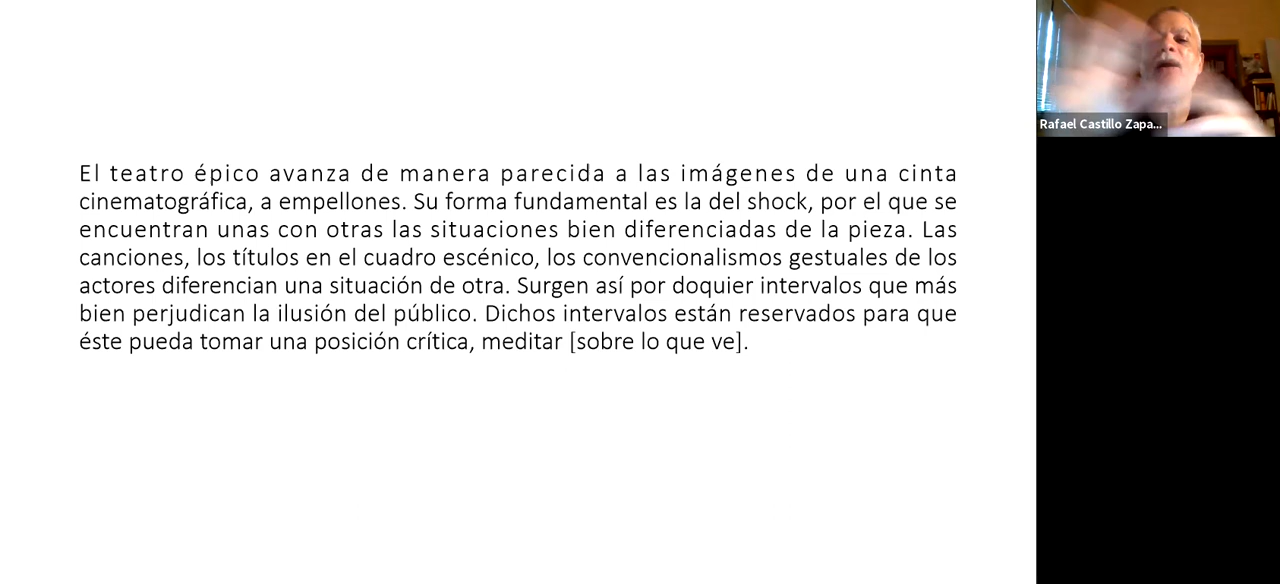 El teatro épico avanza de manera parecida a las imágenes de una cinta
cinematográfica, a empellones. Su forma fundamental es la del shock, por el que se
encuentran unas con otras las situaciones bien diferenciadas de la pieza. Las
canciones, los títulos en el cuadro escénico, los convencionalismos gestuales de los
actores diferencian una situación de otra. Surgen así por doquier intervalos que más
bien perjudican la ilusión del público. Dichos intervalos están reservados para que
éste pueda tomar una posición crítica, meditar [sobre lo que ve].
Rafael Castillo Zapa...